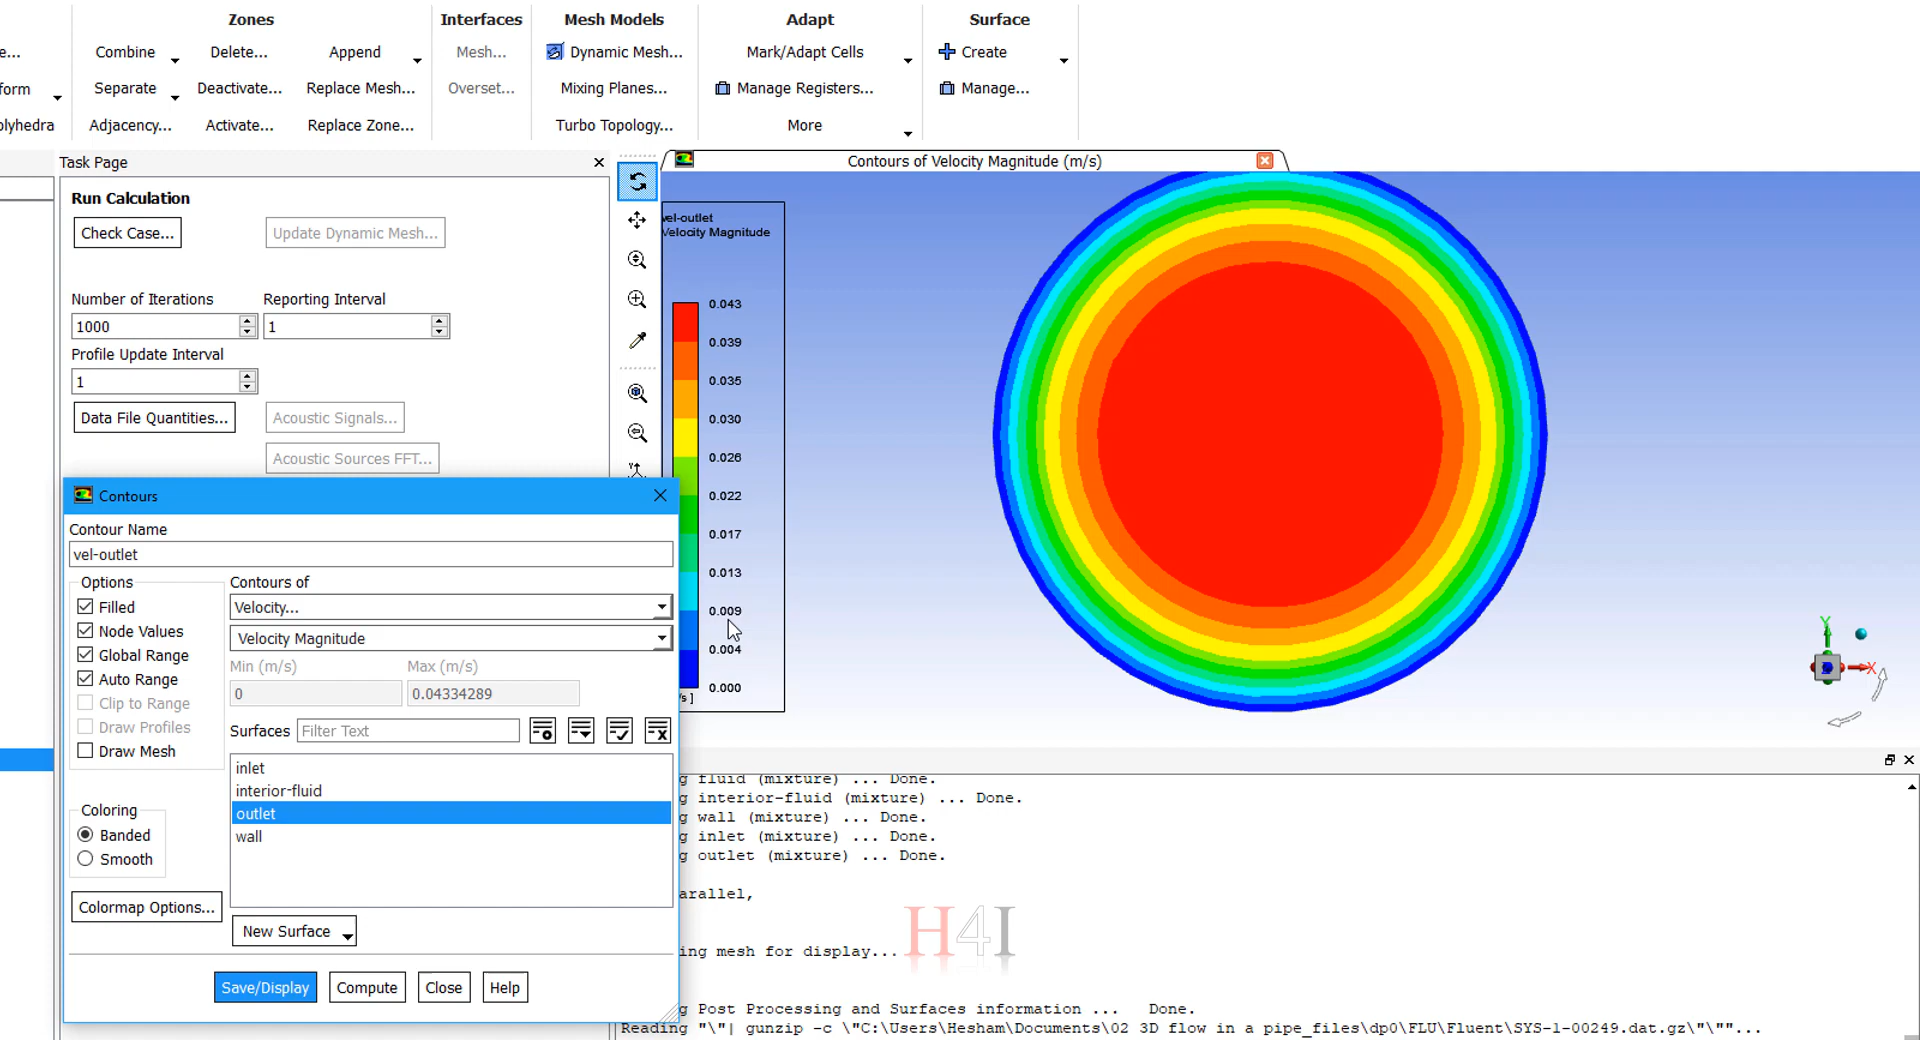 Zones
Interfaces
Mesh Models
Adapt
Surface
e...
Combine
Delete...
Append
Mesh...
Dynamic Mesh...
Mark/Adapt Cells
Create
form
Separate
Deactivate...
Replace Mesh...
Overset...
Mixing Planes...
Manage Registers...
Manage...
olyhedra
Adjacency...
Activate...
Replace Zone...
Turbo Topology...
More
Task Page
Contours of Velocity Magnitude (m/s)
Run Calculation
Check Case...
Update Dynamic Mesh...
Number of Iterations
Reporting Interval
1000
1
Profile Update Interval
1
Data File Quantities...
Acoustic Signals...
Acoustic Sources FFT...
vel-outlet
Velocity Magnitude
0.043
0.039
0.035
0.030
0.026
0.022
0.017
0.013
0.009
0.004
0.000
/s ]
Y
X
Contours
Contour Name
vel-outlet
Options
Filled
Node Values
Global Range
Auto Range
Clip to Range
Draw Profiles
Draw Mesh
Coloring
Banded
Smooth
Colormap Options...
Contours of
Velocity...
Velocity Magnitude
Min (m/s)
Max (m/s)
0
0.04334289
Surfaces
Filter Text
inlet
interior-fluid
outlet
wall
New Surface
Save/Display
Compute
Close
Help
g fluid (mixture) ... Done.
g interior-fluid (mixture) ... Done.
g wall (mixture) ... Done.
g inlet (mixture) ... Done.
g outlet (mixture) ... Done.
arallel,
ing mesh for display...
H4I
g Post Processing and Surfaces information ... Done.
Reading "\"| gunzip -c \"C:\Users\Hesham\Documents\02 3D flow in a pipe_files\dp0\FLU\Fluent\SYS-1-00249.dat.gz\"\""...